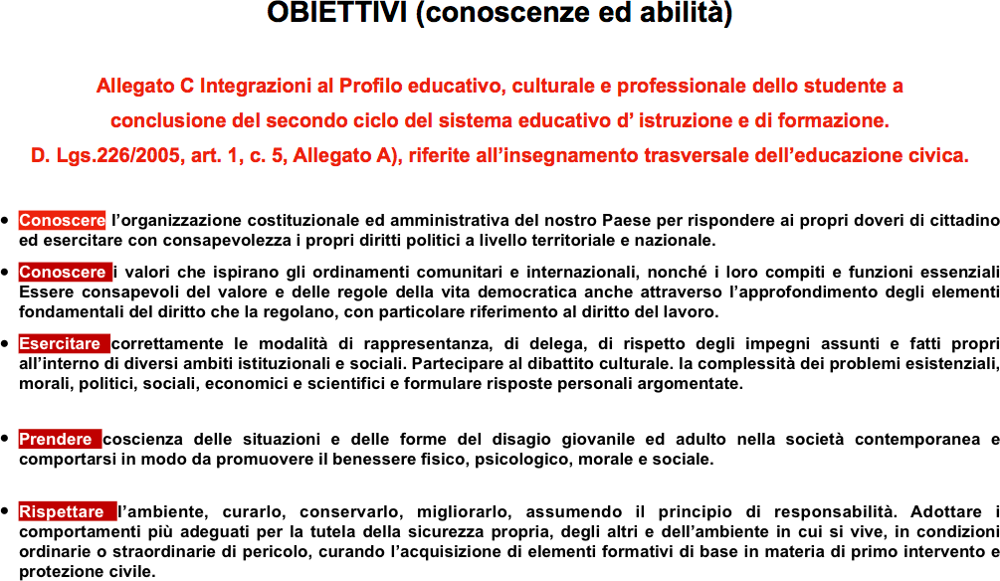 OBIETTIVI (conoscenze ed abilità)
Allegato C Integrazioni al Profilo educativo, culturale e professionale dello studente a
conclusione del secondo ciclo del sistema educativo d’ istruzione e di formazione.
D. Lgs.226/2005, art. 1, c. 5, Allegato A), riferite all’insegnamento trasversale dell’educazione civica.
• Conoscere l’organizzazione costituzionale ed amministrativa del nostro Paese per rispondere ai propri doveri di cittadino
ed esercitare con consapevolezza i propri diritti politici a livello territoriale e nazionale.
• Conoscere i valori che ispirano gli ordinamenti comunitari e internazionali, nonché i loro compiti e funzioni essenziali
Essere consapevoli del valore e delle regole della vita democratica anche attraverso l’approfondimento degli elementi
fondamentali del diritto che la regolano, con particolare riferimento al diritto del lavoro.
• Esercitare correttamente le modalità di rappresentanza, di delega, di rispetto degli impegni assunti e fatti propri
all’interno di diversi ambiti istituzionali e sociali. Partecipare al dibattito culturale. la complessità dei problemi esistenziali,
morali, politici, sociali, economici e scientifici e formulare risposte personali argomentate.
• Prendere coscienza delle situazioni e delle forme del disagio giovanile ed adulto nella società contemporanea e
comportarsi in modo da promuovere il benessere fisico, psicologico, morale e sociale.
• Rispettare l’ambiente, curarlo, conservarlo, migliorarlo, assumendo il principio di responsabilità. Adottare i
comportamenti più adeguati per la tutela della sicurezza propria, degli altri e dell’ambiente in cui si vive, in condizioni
ordinarie o straordinarie di pericolo, curando l’acquisizione di elementi formativi di base in materia di primo intervento e
protezione civile.